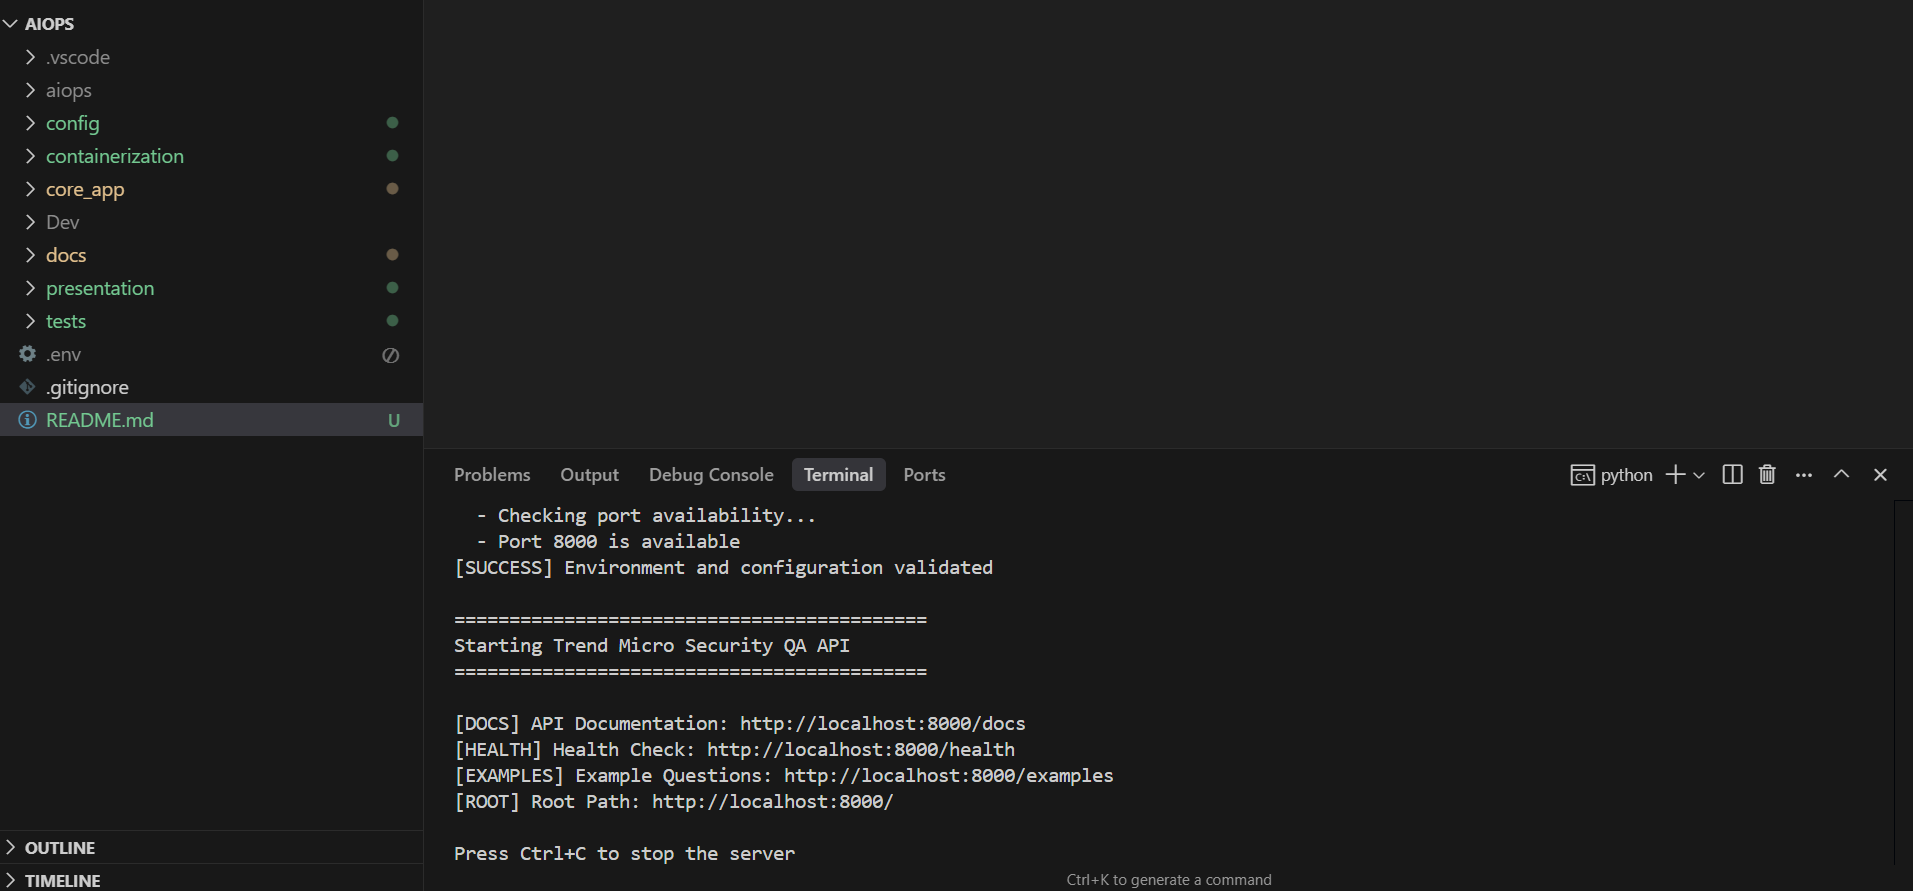 AIOPS
.vscode
aiops
config
containerization
core_app
Dev
docs
presentation
tests
.env
.gitignore
README.md U
OUTLINE
TIMELINE
Problems Output Debug Console Terminal Ports python
- Checking port availability...
- Port 8000 is available
[SUCCESS] Environment and configuration validated
===========================================
Starting Trend Micro Security QA API
===========================================
[DOCS] API Documentation: http://localhost:8000/docs
[HEALTH] Health Check: http://localhost:8000/health
[EXAMPLES] Example Questions: http://localhost:8000/examples
[ROOT] Root Path: http://localhost:8000/
Press Ctrl+C to stop the server
Ctrl+K to generate a command